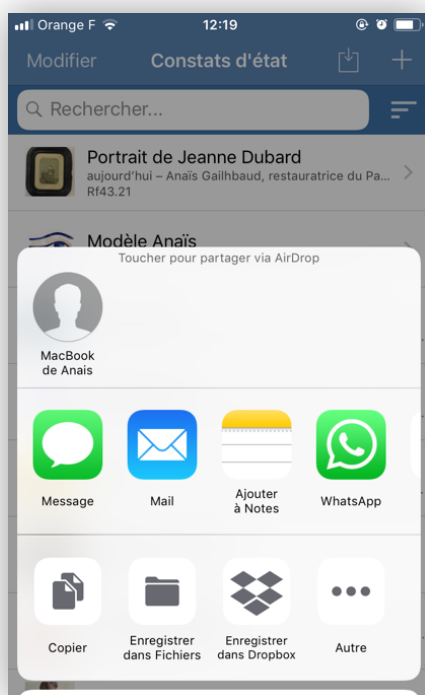 Orange F
12:19
Modifier
Constats d'état
Rechercher...
Portrait de Jeanne Dubard
aujourd'hui – Anaïs Gailhbaud, restauratrice du Pa...
Rf43.21
Modèle Anaïs
Toucher pour partager via AirDrop
MacBook
de Anais
Message
Mail
Ajouter
à Notes
WhatsApp
Copier
Enregistrer
dans Fichiers
Enregistrer
dans Dropbox
Autre